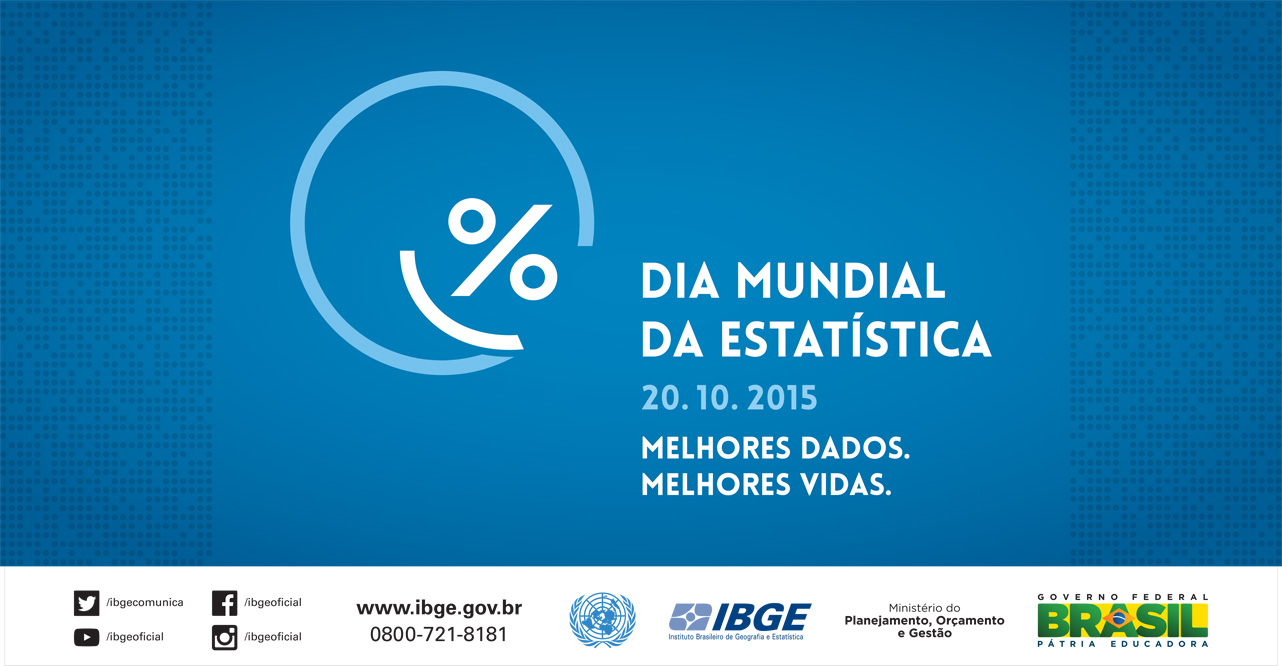 %
DIA MUNDIAL
DA ESTATÍSTICA
20. 10. 2015
MELHORES DADOS.
MELHORES VIDAS.
/ibgecomunica
/ibgeoficial
/ibgeoficial
/ibgeoficial
www.ibge.gov.br
0800-721-8181
IBGE
Instituto Brasileiro de Geografia e Estatística
Ministério do
Planejamento, Orçamento
e Gestão
GOVERNO FEDERAL
BRASIL
PÁTRIA EDUCADORA